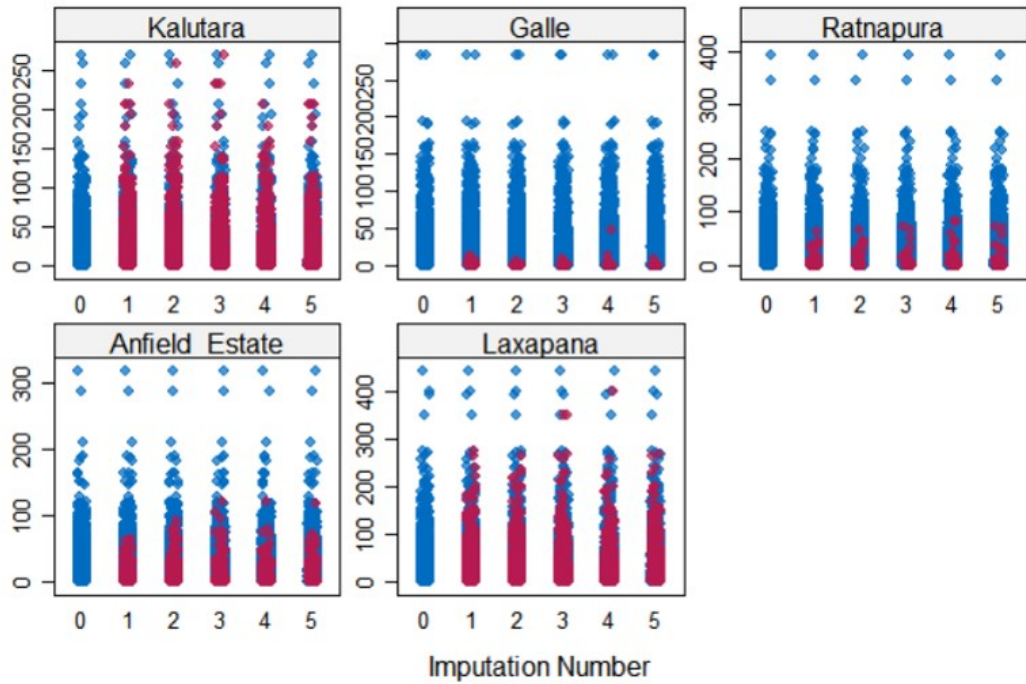 Kalutara
0 50 100 150 200 250
0 1 2 3 4 5
Galle
0 50 100 150 200 250
0 1 2 3 4 5
Ratnapura
0 100 200 300 400
0 1 2 3 4 5
Anfield Estate
0 100 200 300
0 1 2 3 4 5
Laxapana
0 100 200 300 400
0 1 2 3 4 5
Imputation Number